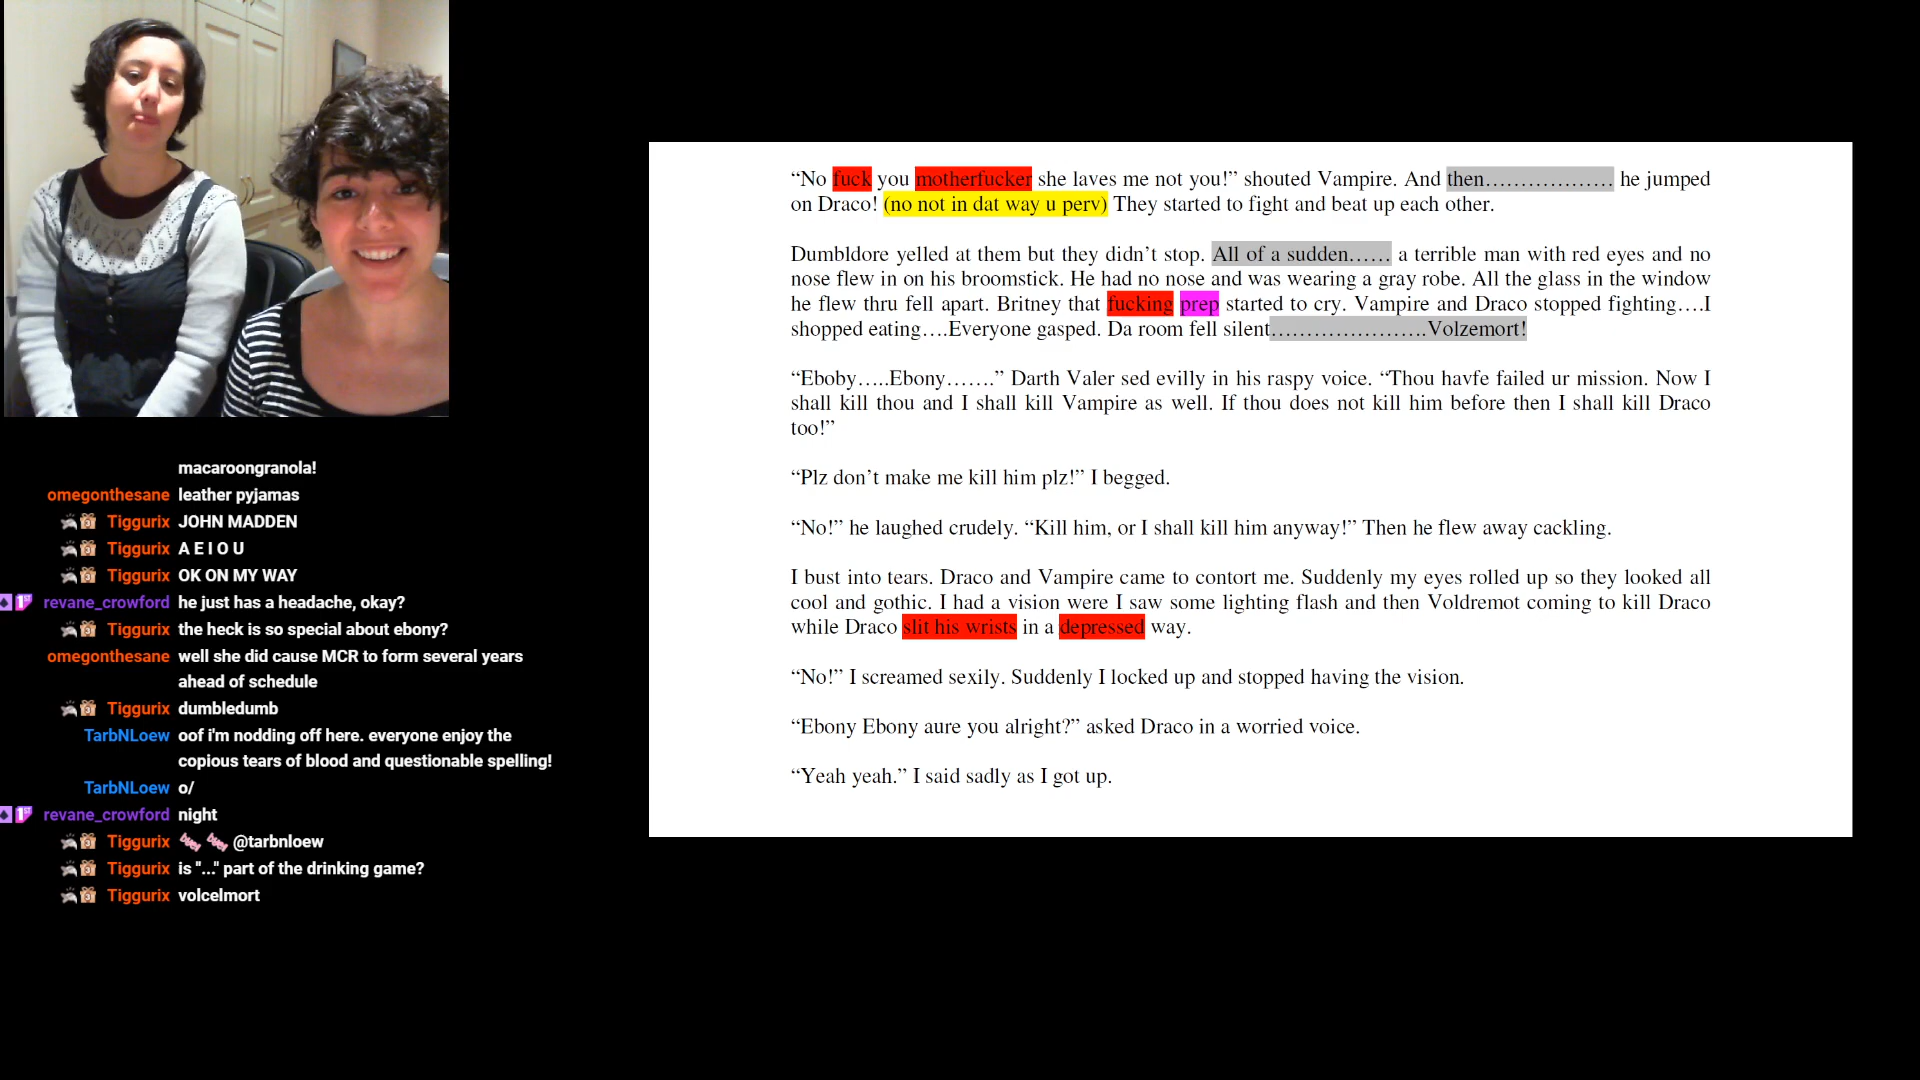 macaroongranola!
omegonthesane leather pyjamas
Tiggurix JOHN MADDEN
Tiggurix A E I O U
Tiggurix OK ON MY WAY
revane_crowford he just has a headache, okay?
Tiggurix the heck is so special about ebony?
omegonthesane well she did cause MCR to form several years
ahead of schedule
Tiggurix dumbledumb
TarbNLoew oof i'm nodding off here. everyone enjoy the
copious tears of blood and questionable spelling!
TarbNLoew o/
revane_crowford night
Tiggurix @tarbnloew
Tiggurix is "..." part of the drinking game?
Tiggurix volcelmort
“No fuck you motherfucker she laves me not you!” shouted Vampire. And then……………… he jumped
on Draco! (no not in dat way u perv) They started to fight and beat up each other.
Dumbldore yelled at them but they didn’t stop. All of a sudden…… a terrible man with red eyes and no
nose flew in on his broomstick. He had no nose and was wearing a gray robe. All the glass in the window
he flew thru fell apart. Britney that fucking prep started to cry. Vampire and Draco stopped fighting….I
shopped eating….Everyone gasped. Da room fell silent………………….Volzemort!
“Eboby…..Ebony…….” Darth Valer sed evilly in his raspy voice. “Thou havfe failed ur mission. Now I
shall kill thou and I shall kill Vampire as well. If thou does not kill him before then I shall kill Draco
too!”
“Plz don’t make me kill him plz!” I begged.
“No!” he laughed crudely. “Kill him, or I shall kill him anyway!” Then he flew away cackling.
I bust into tears. Draco and Vampire came to contort me. Suddenly my eyes rolled up so they looked all
cool and gothic. I had a vision were I saw some lighting flash and then Voldremot coming to kill Draco
while Draco slit his wrists in a depressed way.
“No!” I screamed sexily. Suddenly I locked up and stopped having the vision.
“Ebony Ebony aure you alright?” asked Draco in a worried voice.
“Yeah yeah.” I said sadly as I got up.